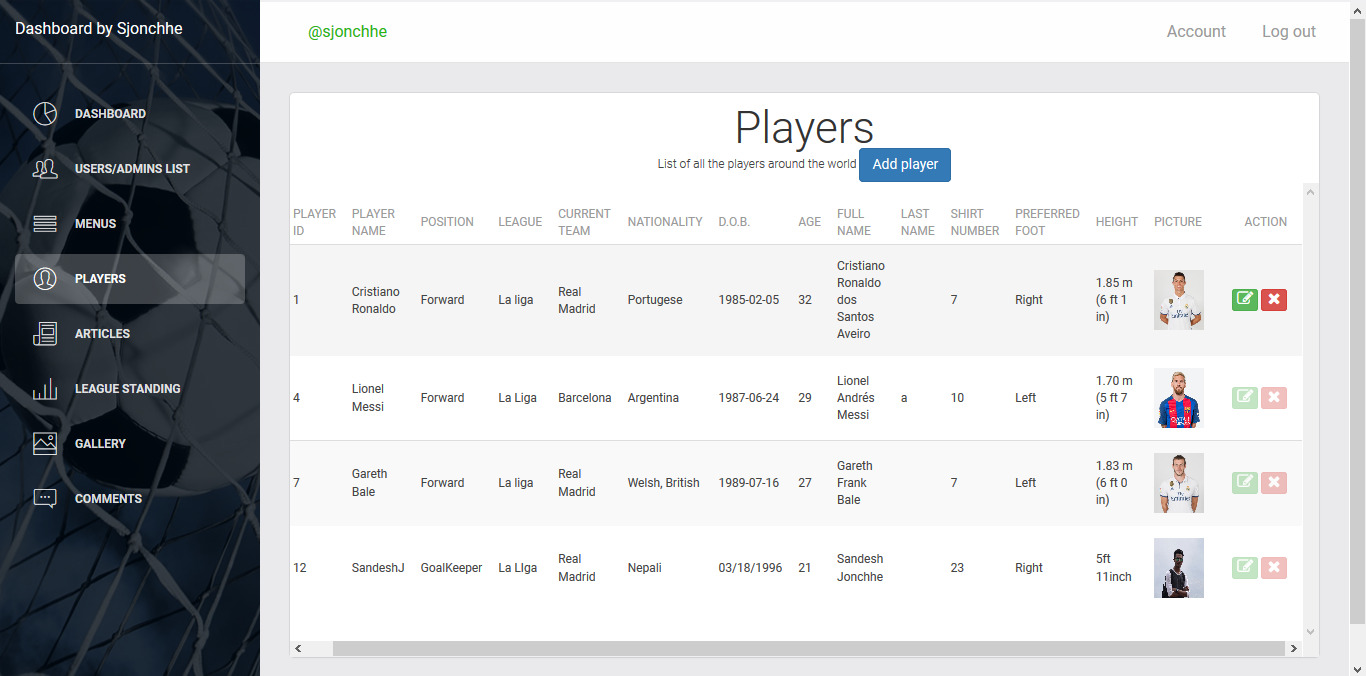 Dashboard by Sjonchhe
@sjonchhe
Account
Log out
DASHBOARD
USERS/ADMINS LIST
MENUS
PLAYERS
ARTICLES
LEAGUE STANDING
GALLERY
COMMENTS
Players
List of all the players around the world Add player
PLAYER
ID
PLAYER
NAME
POSITION
LEAGUE
CURRENT
TEAM
NATIONALITY
D.O.B.
AGE
FULL
NAME
LAST
NAME
SHIRT
NUMBER
PREFERRED
FOOT
HEIGHT
PICTURE
ACTION
1
Cristiano
Ronaldo
Forward
La liga
Real
Madrid
Portugese
1985-02-05
32
Cristiano
Ronaldo
dos
Santos
Aveiro
7
Right
1.85 m
(6 ft 1
in)
4
Lionel
Messi
Forward
La Liga
Barcelona
Argentina
1987-06-24
29
Lionel
Andrés
Messi
a
10
Left
1.70 m
(5 ft 7
in)
7
Gareth
Bale
Forward
La liga
Real
Madrid
Welsh, British
1989-07-16
27
Gareth
Frank
Bale
7
Left
1.83 m
(6 ft 0
in)
12
SandeshJ
GoalKeeper
La LIga
Real
Madrid
Nepali
03/18/1996
21
Sandesh
Jonchhe
23
Right
5ft
11inch